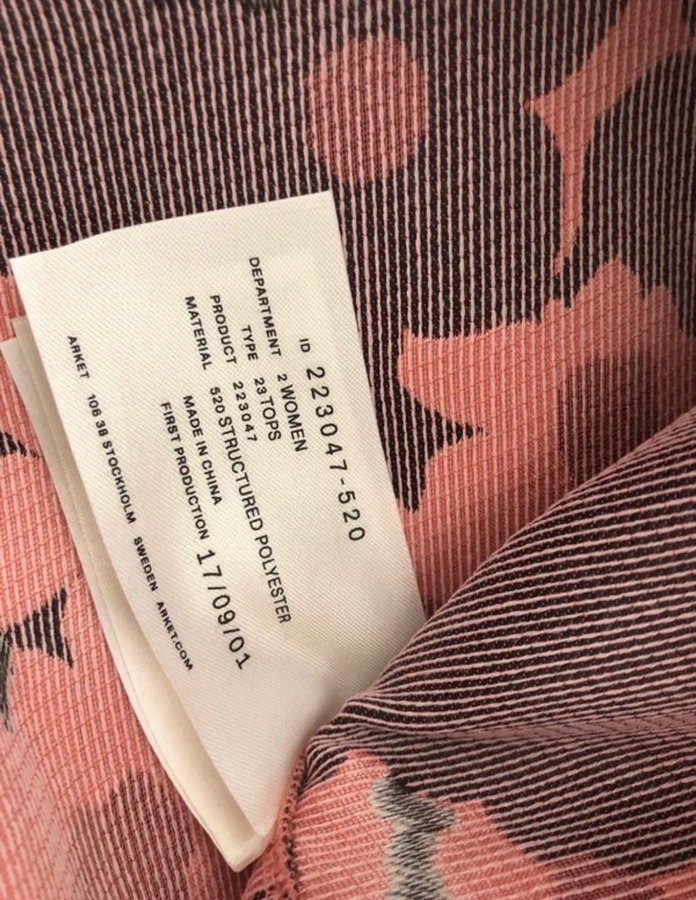 ID 223047-520
DEPARTMENT 2 WOMEN
TYPE 23 TOPS
PRODUCT 223047
MATERIAL 520 STRUCTURED POLYESTER
MADE IN CHINA
FIRST PRODUCTION 17/09/01
ARKET 106 38 STOCKHOLM SWEDEN ARKET.COM